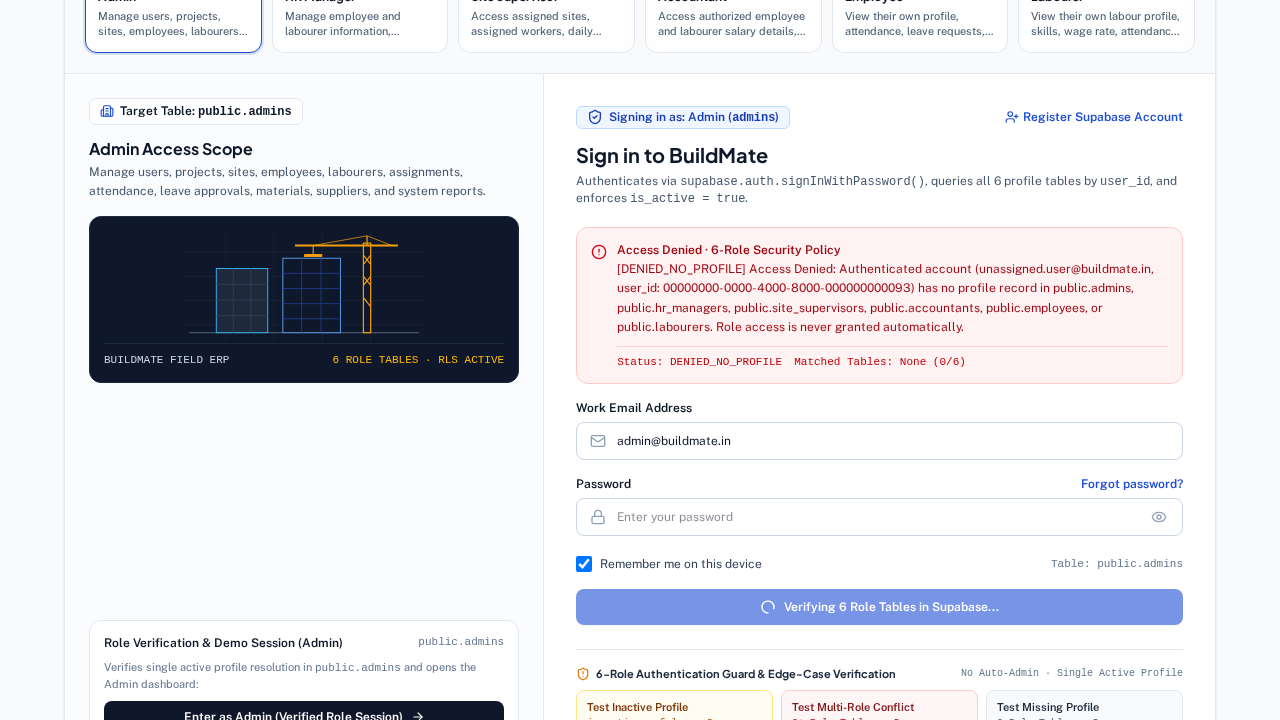 Manage users, projects,
sites, employees, labourers...
Manage employee and
labourer information,...
Access assigned sites,
assigned workers, daily...
Access authorized employee
and labourer salary details,...
View their own profile,
attendance, leave requests,...
View their own labour profile,
skills, wage rate, attendanc...
Target Table: public.admins
Admin Access Scope
Manage users, projects, sites, employees, labourers, assignments,
attendance, leave approvals, materials, suppliers, and system reports.
BUILDMATE FIELD ERP
6 ROLE TABLES · RLS ACTIVE
Role Verification & Demo Session (Admin)
public.admins
Verifies single active profile resolution in public.admins and opens the
Admin dashboard:
Enter as Admin (Verified Role Session)
Signing in as: Admin (admins)
Register Supabase Account
Sign in to BuildMate
Authenticates via supabase.auth.signInWithPassword(), queries all 6 profile tables by user_id, and
enforces is_active = true.
Access Denied · 6-Role Security Policy
[DENIED_NO_PROFILE] Access Denied: Authenticated account (unassigned.user@buildmate.in,
user_id: 00000000-0000-4000-8000-000000000093) has no profile record in public.admins,
public.hr_managers, public.site_supervisors, public.accountants, public.employees, or
public.labourers. Role access is never granted automatically.
Status: DENIED_NO_PROFILE Matched Tables: None (0/6)
Work Email Address
admin@buildmate.in
Password
Forgot password?
Enter your password
Remember me on this device
Table: public.admins
Verifying 6 Role Tables in Supabase...
6-Role Authentication Guard & Edge-Case Verification
No Auto-Admin · Single Active Profile
Test Inactive Profile
Test Multi-Role Conflict
Test Missing Profile